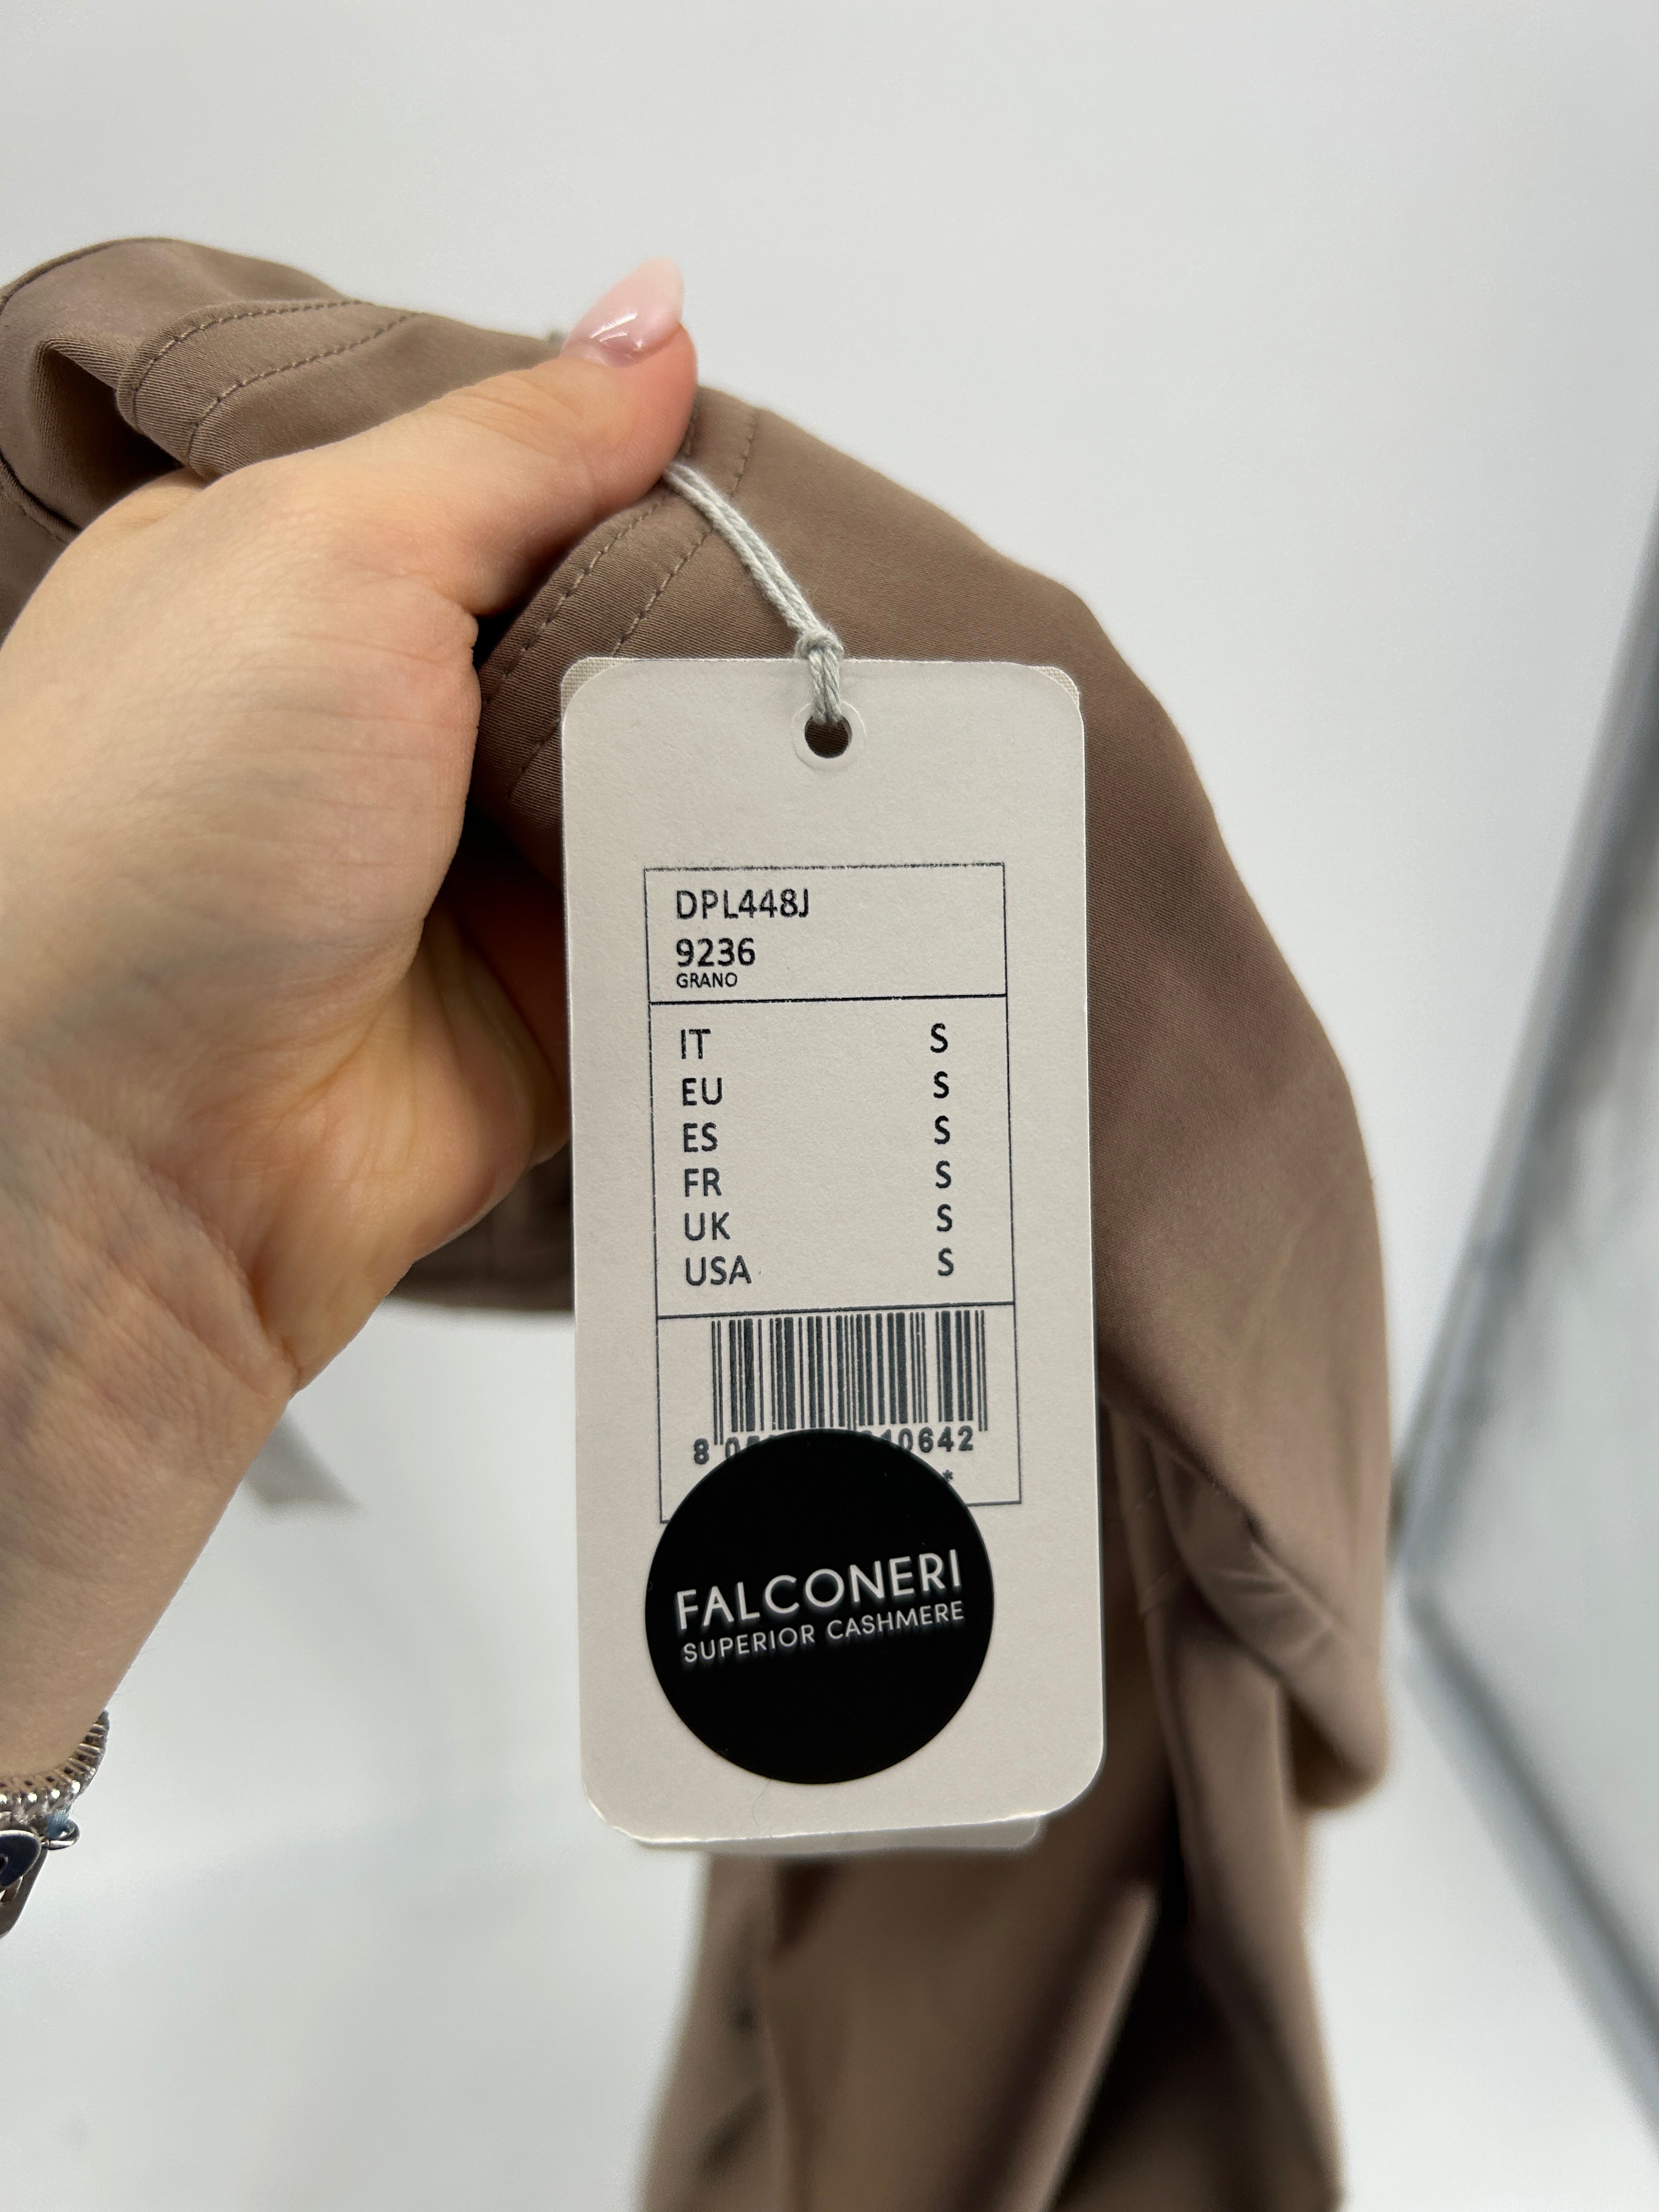 DPL448J
9236
GRANO
IT S
EU S
ES S
FR S
UK S
USA S
*
FALCONERI
SUPERIOR CASHMERE